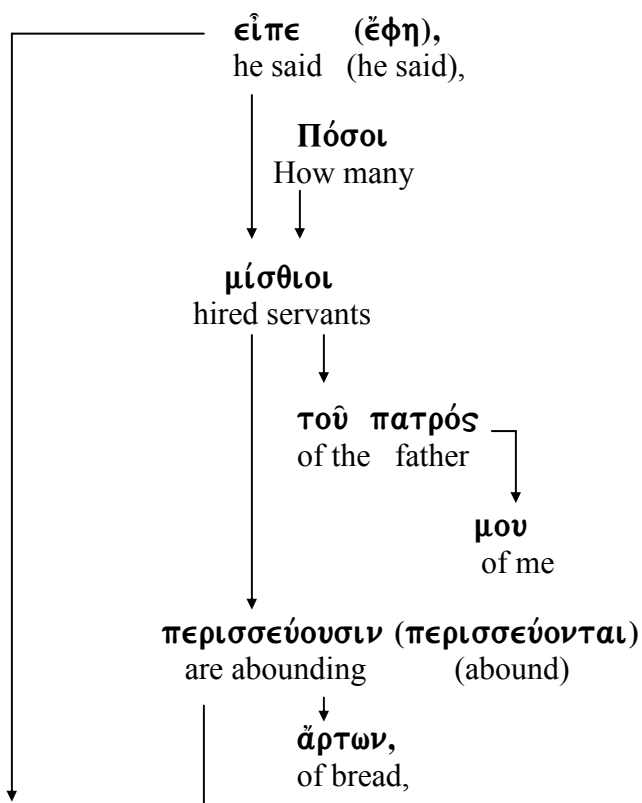 εἶπε (ἔφη),
he said (he said),
Πόσοι
How many
μίσθιοι
hired servants
τοῦ πατρός
of the father
μου
of me
περισσεύουσιν (περισσεύονται)
are abounding (abound)
ἄρτων,
of bread,